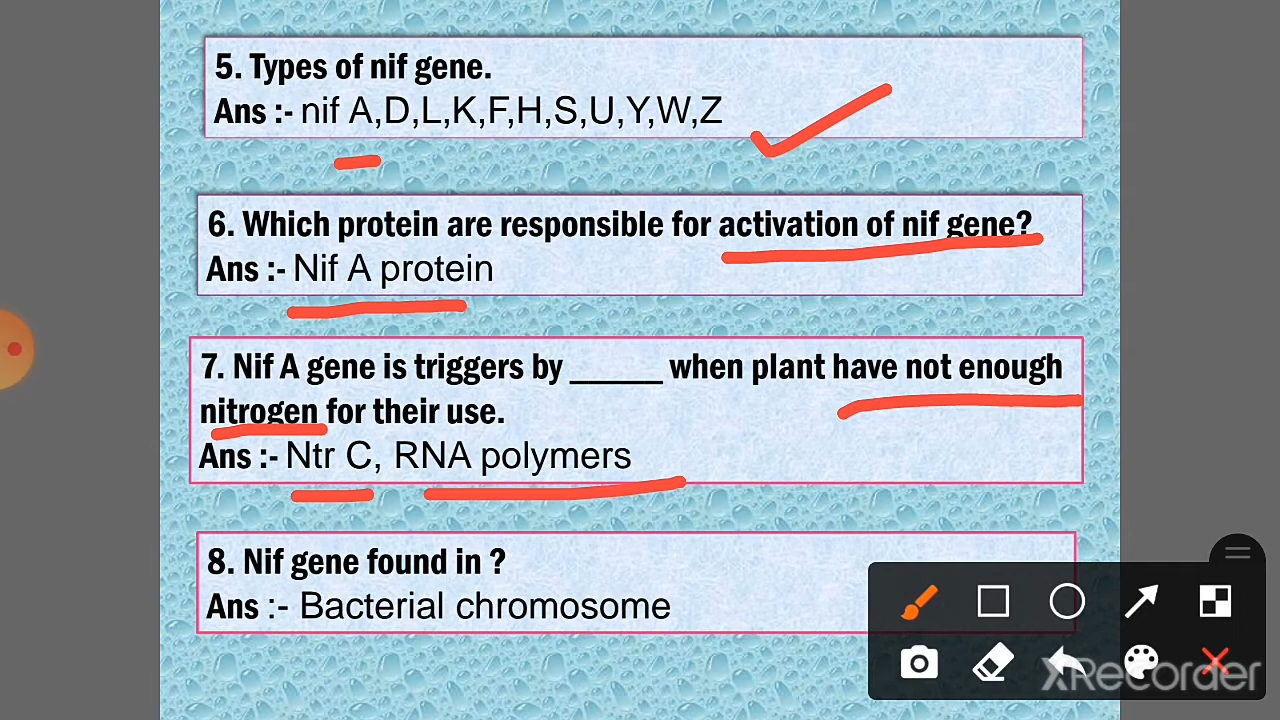 5. Types of nif gene.
Ans :- nif A,D,L,K,F,H,S,U,Y,W,Z
6. Which protein are responsible for activation of nif gene?
Ans :- Nif A protein
7. Nif A gene is triggers by ______ when plant have not enough
nitrogen for their use.
Ans :- Ntr C, RNA polymers
8. Nif gene found in ?
Ans :- Bacterial chromosome
XRecorder